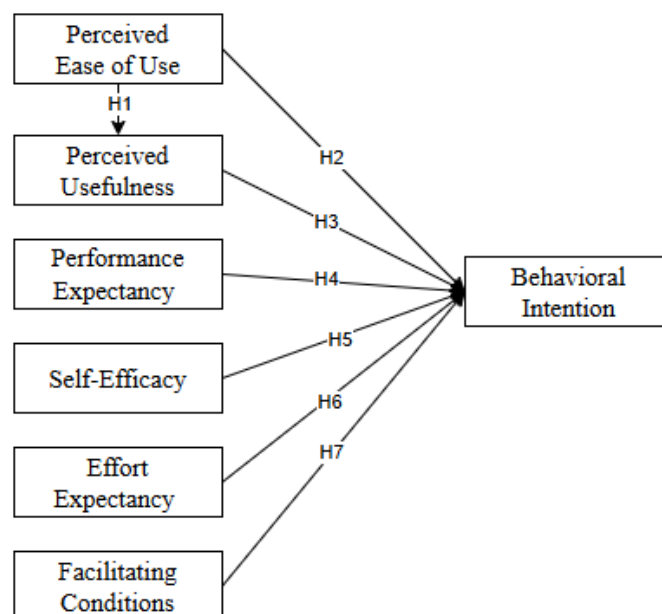 Perceived
Ease of Use
H1
Perceived
Usefulness
H2
H3
Performance
Expectancy
H4
Behavioral
Intention
Self-Efficacy
H5
Effort
Expectancy
H6
H7
Facilitating
Conditions